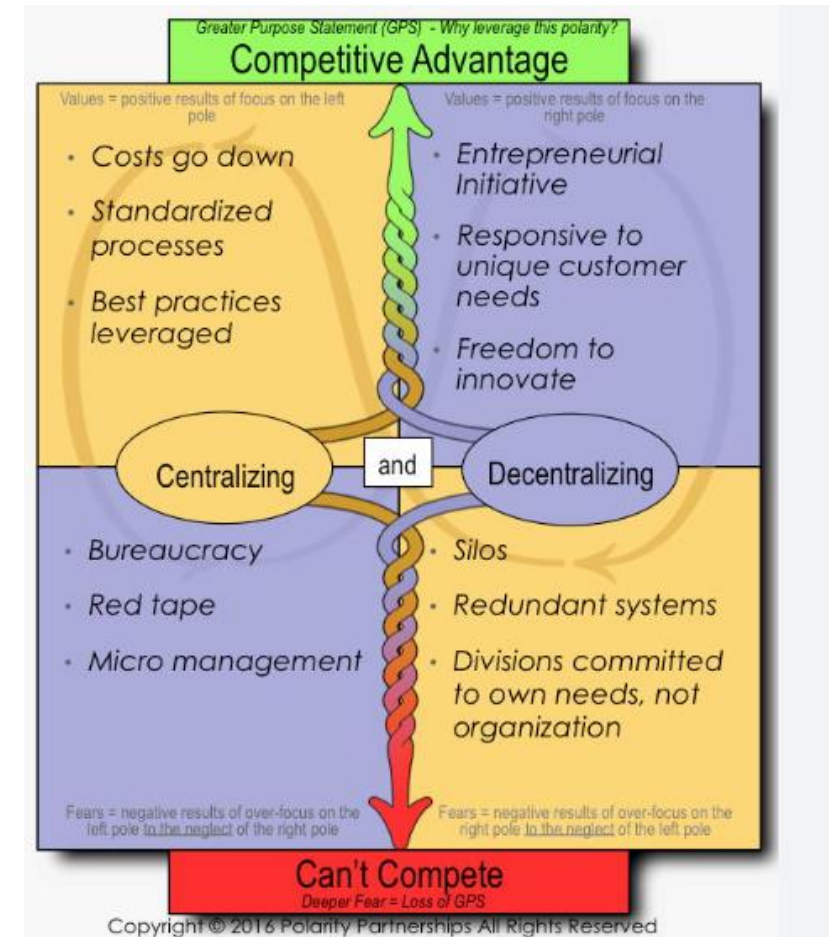 Greater Purpose Statement (GPS) - Why leverage this polarity?
Competitive Advantage
Values = positive results of focus on the left
pole
• Costs go down
• Standardized
processes
• Best practices
leveraged
Values = positive results of focus on the
right pole
• Entrepreneurial
Initiative
• Responsive to
unique customer
needs
• Freedom to
innovate
Centralizing
and
Decentralizing
• Bureaucracy
• Red tape
• Micro management
Fears = negative results of over-focus on the
left pole to the neglect of the right pole
• Silos
• Redundant systems
• Divisions committed
to own needs, not
organization
Fears = negative results of over-focus on the
right pole to the neglect of the left pole
Can't Compete
Deeper Fear = Loss of GPS
Copyright © 2016 Polarity Partnerships All Rights Reserved